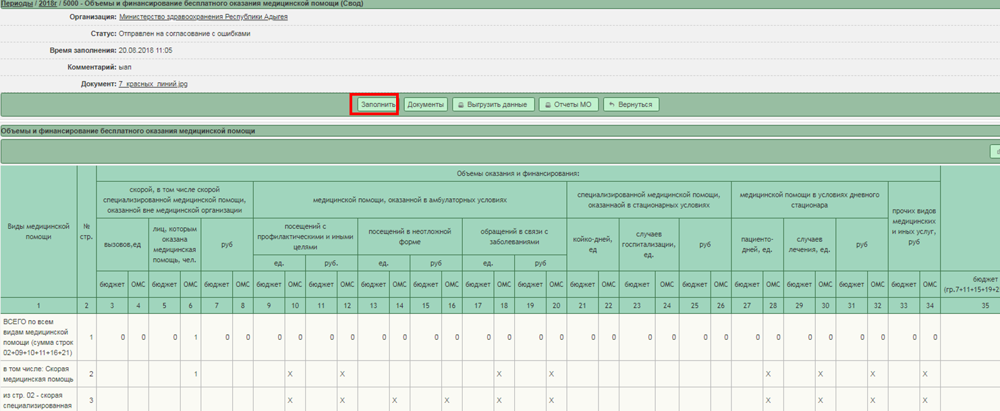 Периоды / 2018г / 5000 - Объемы и финансирование бесплатного оказания медицинской помощи (Свод)
Организация: Министерство здравоохранения Республики Адыгея
Статус: Отправлен на согласование с ошибками
Время заполнения: 20.08.2018 11:05
Комментарий: ыап
Документ: 7_красных_линий.jpg
Заполнить Документы Выгрузить данные Отчеты МО Вернуться
Объемы и финансирование бесплатного оказания медицинской помощи
Виды медицинской
помощи
№
стр.
Объемы оказания и финансирования:
скорой, в том числе скорой
специализированной медицинской помощи,
оказанной вне медицинской организации
медицинской помощи, оказанной в амбулаторных условиях
специализированной медицинской помощи,
оказаннаой в стационарных условиях
медицинской помощи в условиях дневного
стационара
прочих видов
медицинских
и иных услуг,
руб
вызовов,ед
лиц, которым
оказана
медицинская
помощь, чел.
руб
посещений с
профилактическими и иными
целями
посещений в неотложной
форме
обращений в связи с
заболеваниями
койко-дней,
ед
случаев
госпитализации,
ед.
руб
пациенто-
дней, ед.
случаев
лечения, ед.
руб
ед. руб. ед. руб ед. руб
бюджет ОМС бюджет ОМС бюджет ОМС бюджет ОМС бюджет ОМС бюджет ОМС бюджет ОМС бюджет ОМС бюджет ОМС бюджет ОМС бюджет ОМС бюджет ОМС бюджет ОМС бюджет ОМС бюджет ОМС бюджет ОМС
бюджет
(гр.7+11+15+19+2
1 2 3 4 5 6 7 8 9 10 11 12 13 14 15 16 17 18 19 20 21 22 23 24 25 26 27 28 29 30 31 32 33 34 35
ВСЕГО по всем
видам медицинской
помощи (сумма строк
02+09+10+11+16+21)
1 0 0 0 1 0 0 0 0 0 0 0 0 0 0 0 0 0 0 0 0 0 0 0 0 0 0 0 0 0 0 0 0
в том числе: Скорая
медицинская помощь
2 1 X X X X X X X X
из стр. 02 - скорая
специализированная
3 X X X X X X X X X X